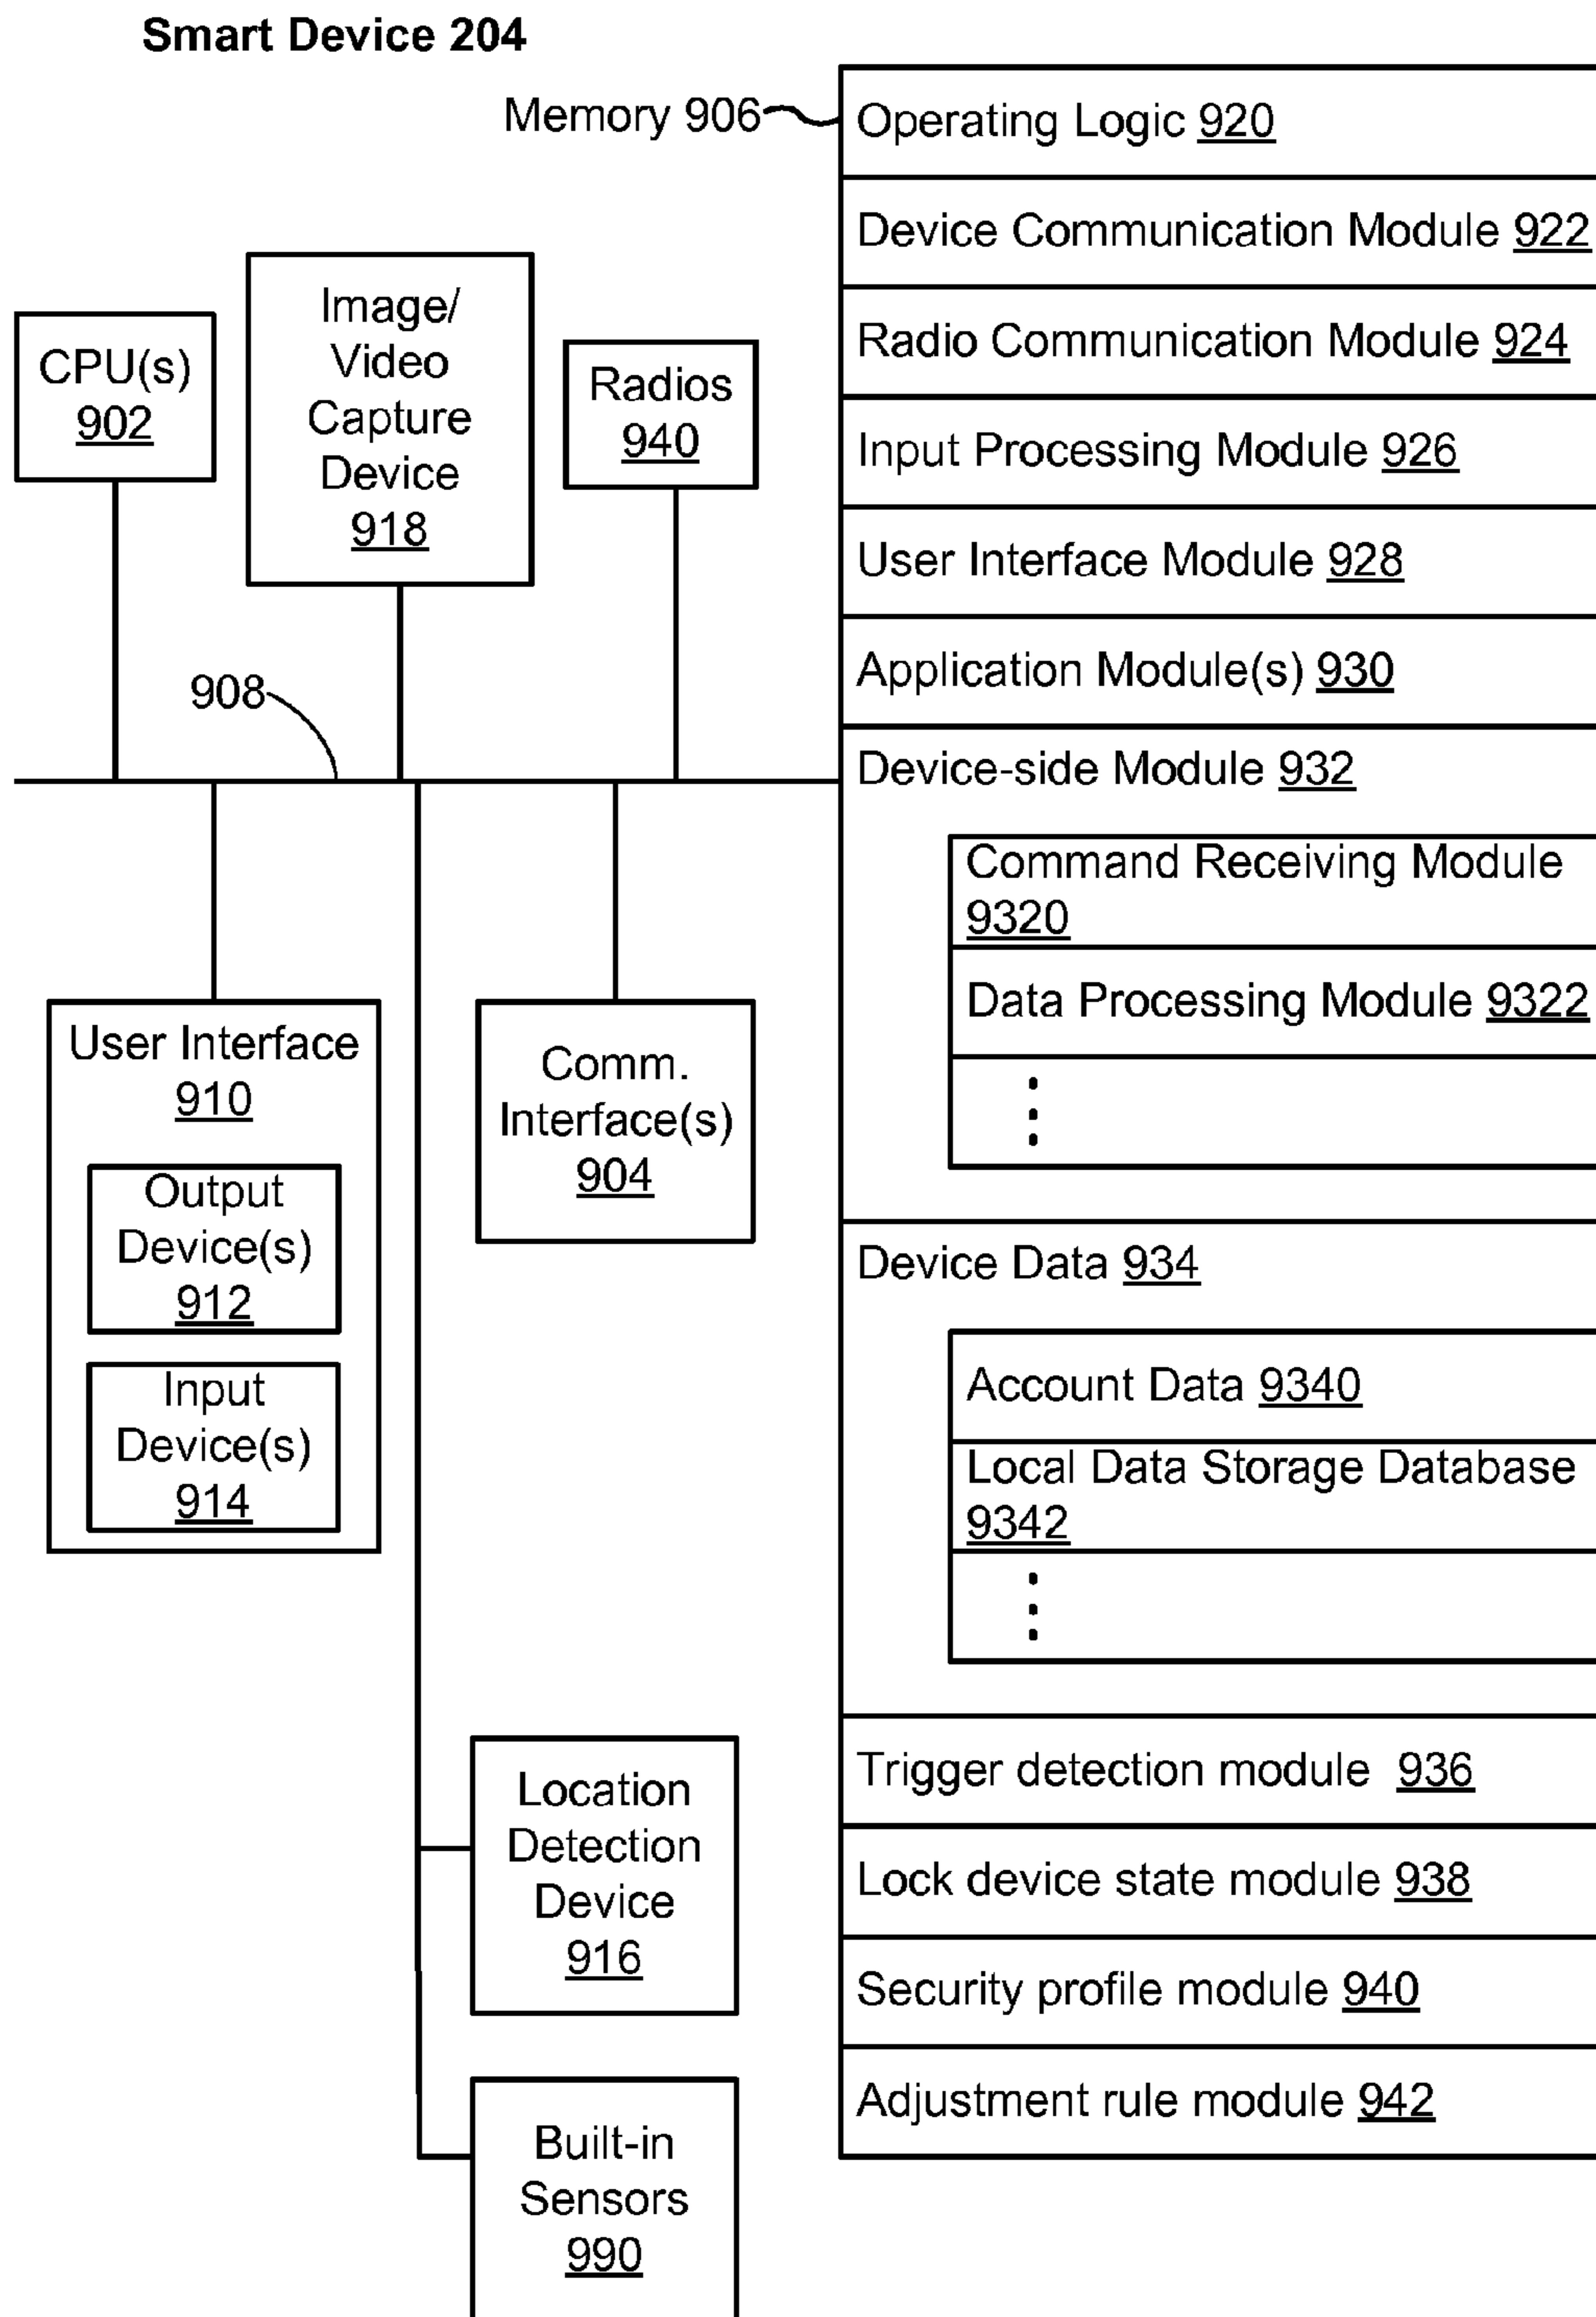 Smart Device 204
Memory 906
Operating Logic 920
Device Communication Module 922
Radio Communication Module 924
Input Processing Module 926
User Interface Module 928
Application Module(s) 930
Device-side Module 932
Command Receiving Module
9320
Data Processing Module 9322
Device Data 934
Account Data 9340
Local Data Storage Database
9342
Trigger detection module 936
Lock device state module 938
Security profile module 940
Adjustment rule module 942
CPU(s)
902
Image/
Video
Capture
Device
918
Radios
940
908
User Interface
910
Output
Device(s)
912
Input
Device(s)
914
Comm.
Interface(s)
904
Location
Detection
Device
916
Built-in
Sensors
990